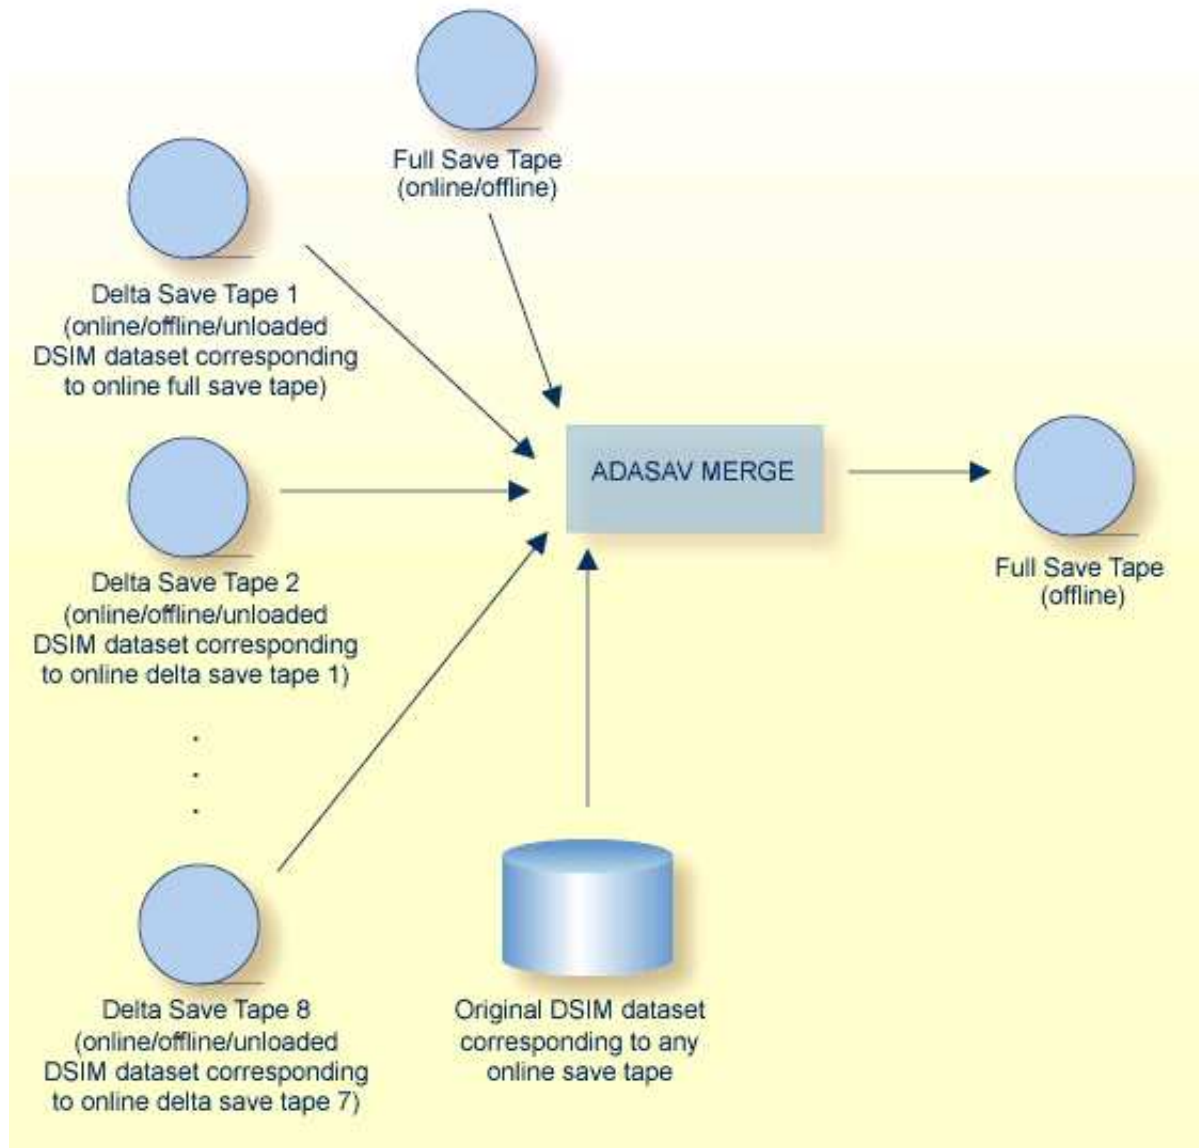 Full Save Tape
(online/offline)
Delta Save Tape 1
(online/offline/unloaded
DSIM dataset corresponding
to online full save tape)
ADASAV MERGE
Delta Save Tape 2
(online/offline/unloaded
DSIM dataset corresponding
to online delta save tape 1)
Full Save Tape
(offline)
.
.
.
Delta Save Tape 8
(online/offline/unloaded
DSIM dataset corresponding
to online delta save tape 7)
Original DSIM dataset
corresponding to any
online save tape